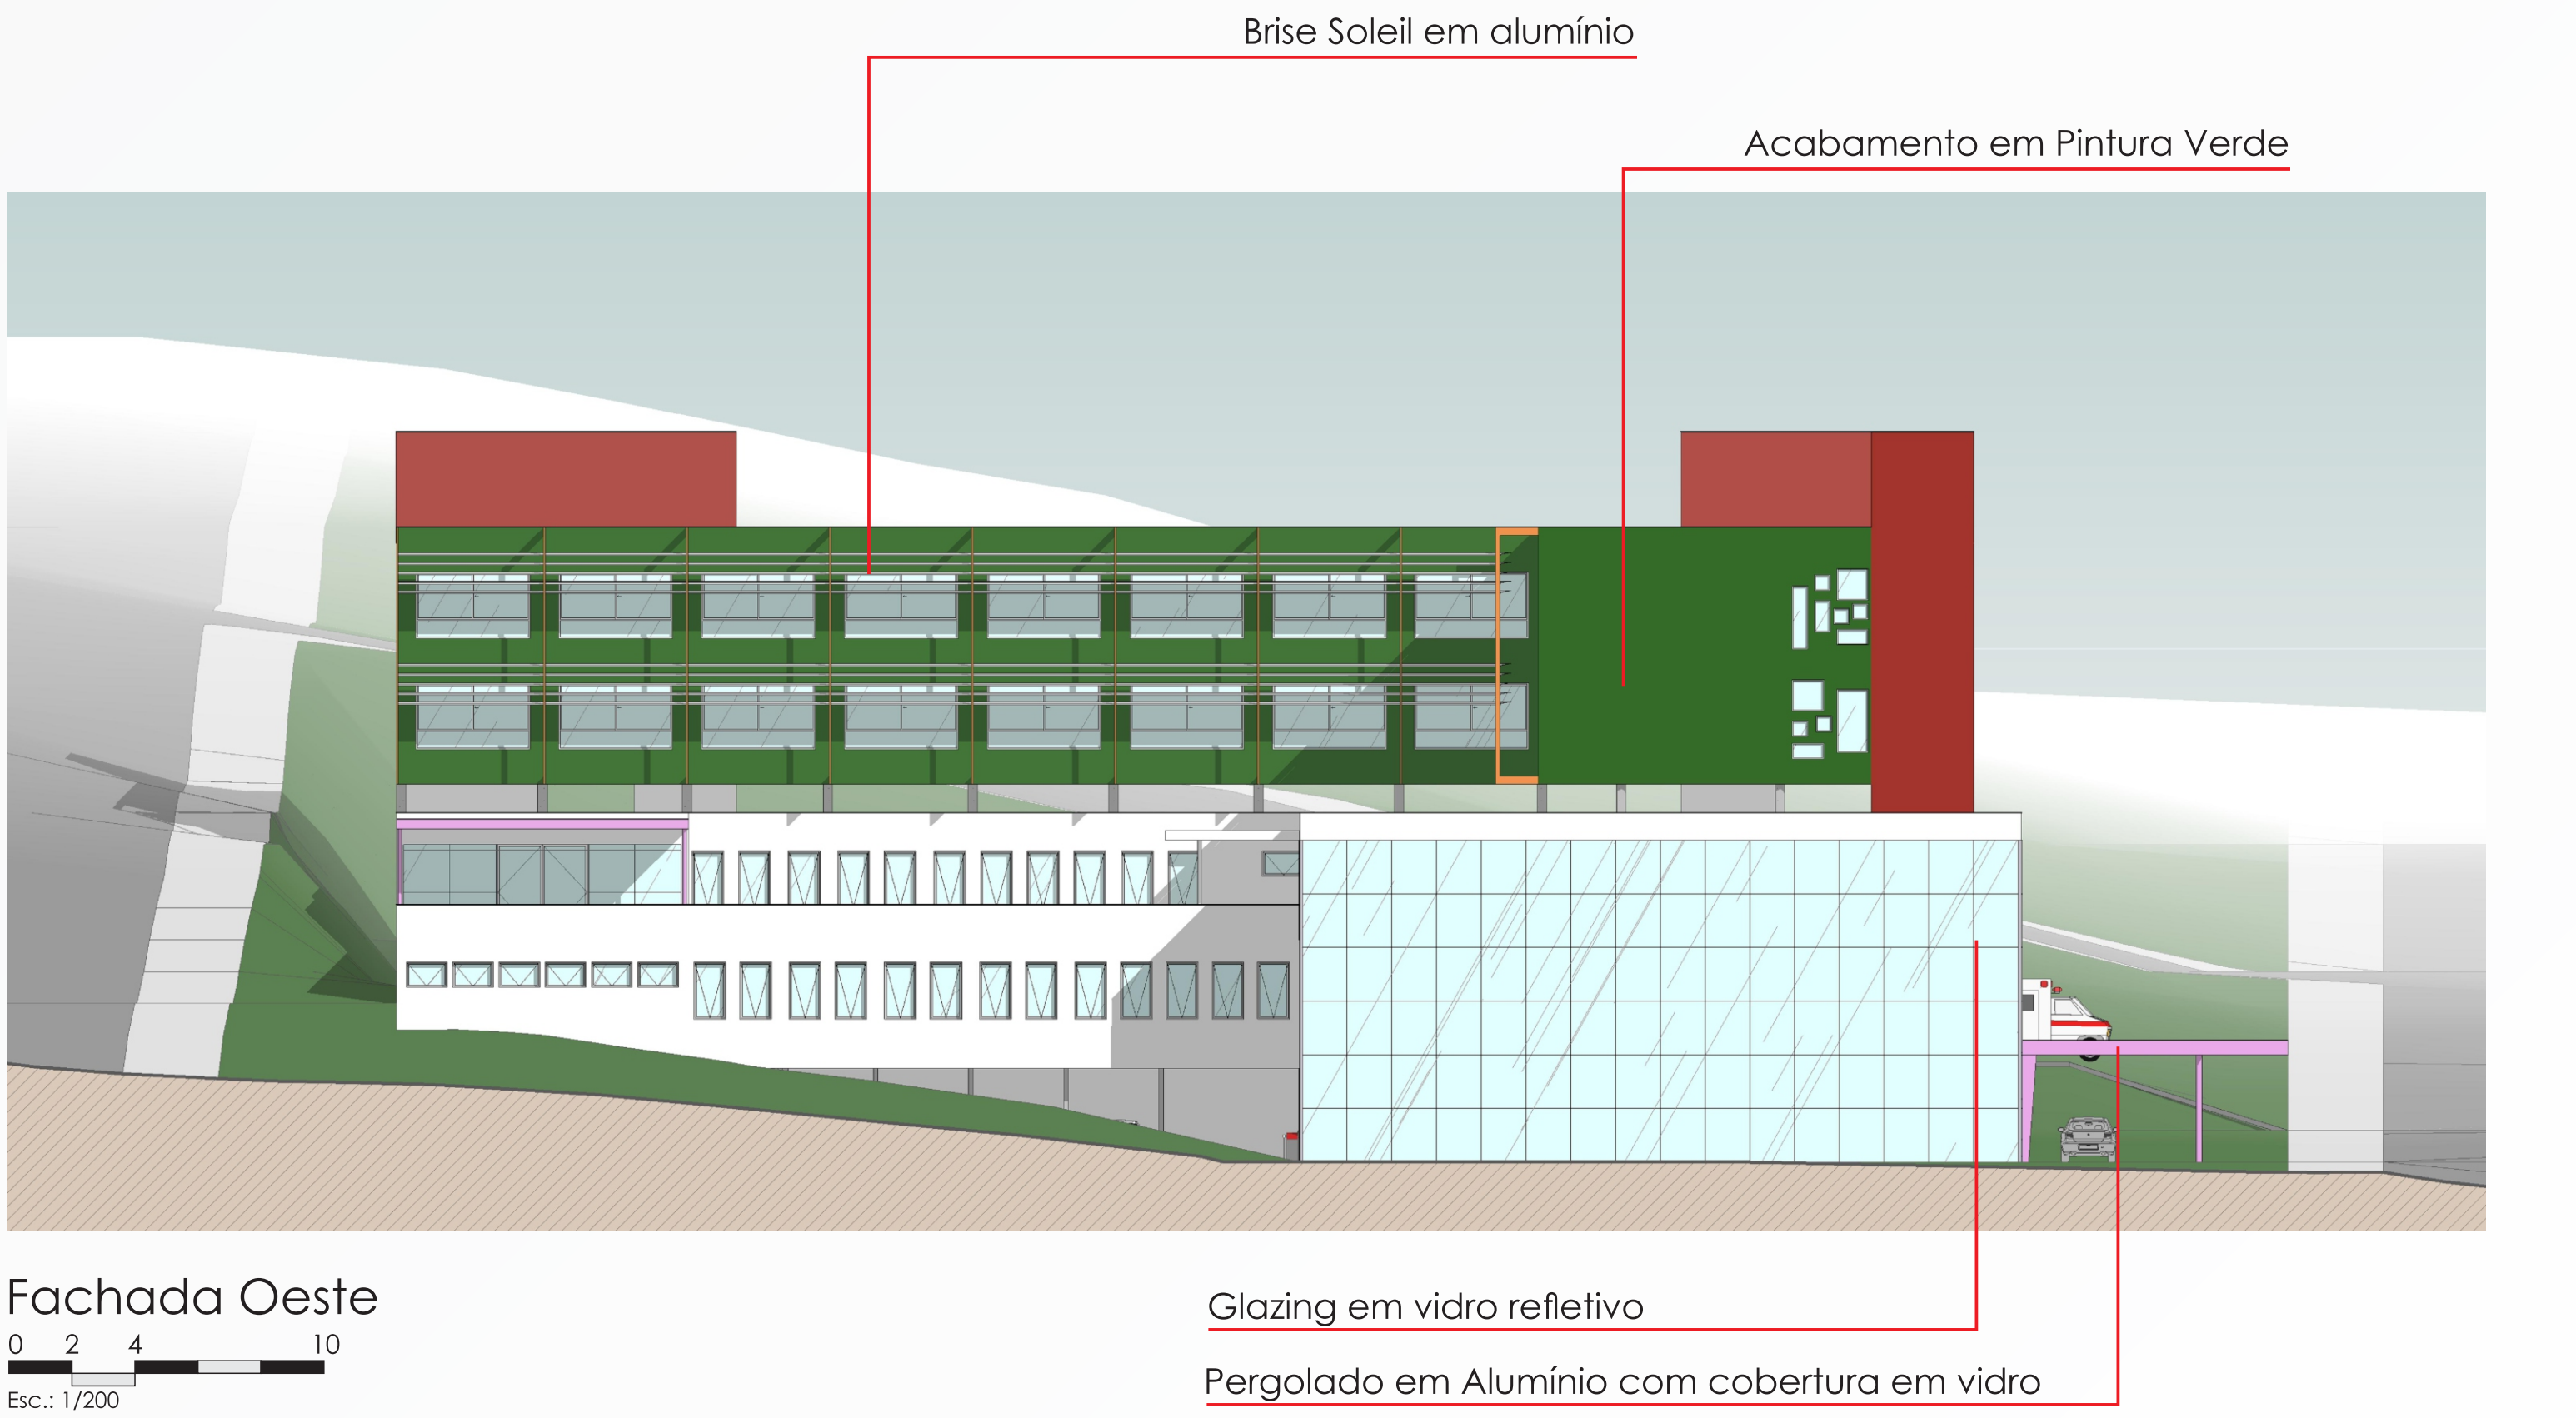 Brise Soleil em alumínio
Acabamento em Pintura Verde
Fachada Oeste
0 2 4 10
Esc.: 1/200
Glazing em vidro refletivo
Pergolado em Alumínio com cobertura em vidro